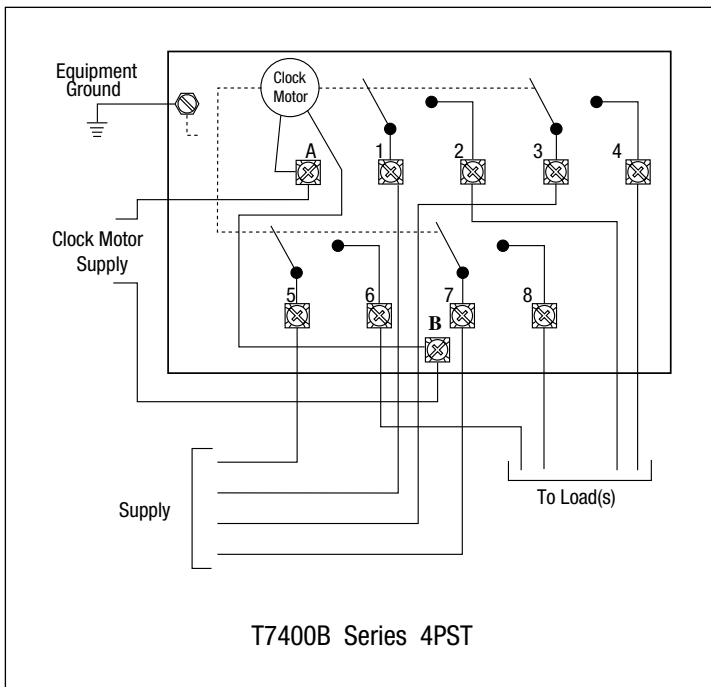 Equipment
Ground
Clock
Motor
A
1
2
3
4
Clock Motor
Supply
5
6
7
8
B
Supply
To Load(s)
T7400B Series 4PST